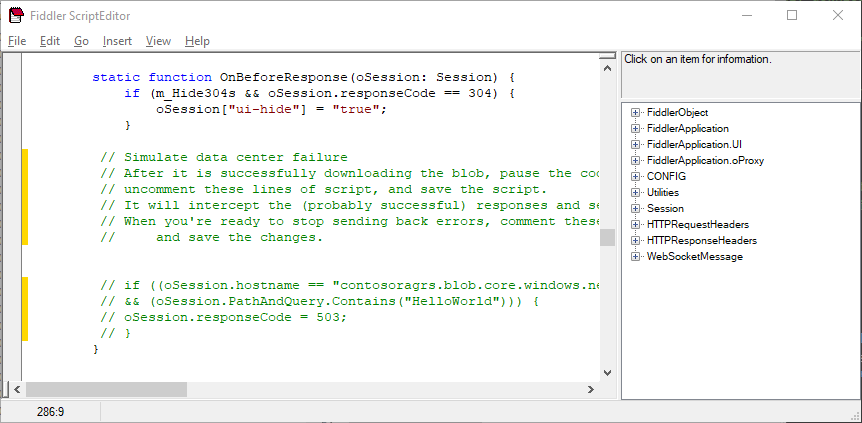 Fiddler ScriptEditor
File Edit Go Insert View Help
static function OnBeforeResponse(oSession: Session) {
if (m_Hide304s && oSession.responseCode == 304) {
oSession["ui-hide"] = "true";
}
// Simulate data center failure
// After it is successfully downloading the blob, pause the co
// uncomment these lines of script, and save the script.
// It will intercept the (probably successful) responses and se
// When you're ready to stop sending back errors, comment these
// and save the changes.
// if ((oSession.hostname == "contosoragrs.blob.core.windows.ne
// && (oSession.PathAndQuery.Contains("HelloWorld"))) {
// oSession.responseCode = 503;
// }
}
286:9
Click on an item for information.
FiddlerObject
FiddlerApplication
FiddlerApplication.UI
FiddlerApplication.oProxy
CONFIG
Utilities
Session
HTTPRequestHeaders
HTTPResponseHeaders
WebSocketMessage